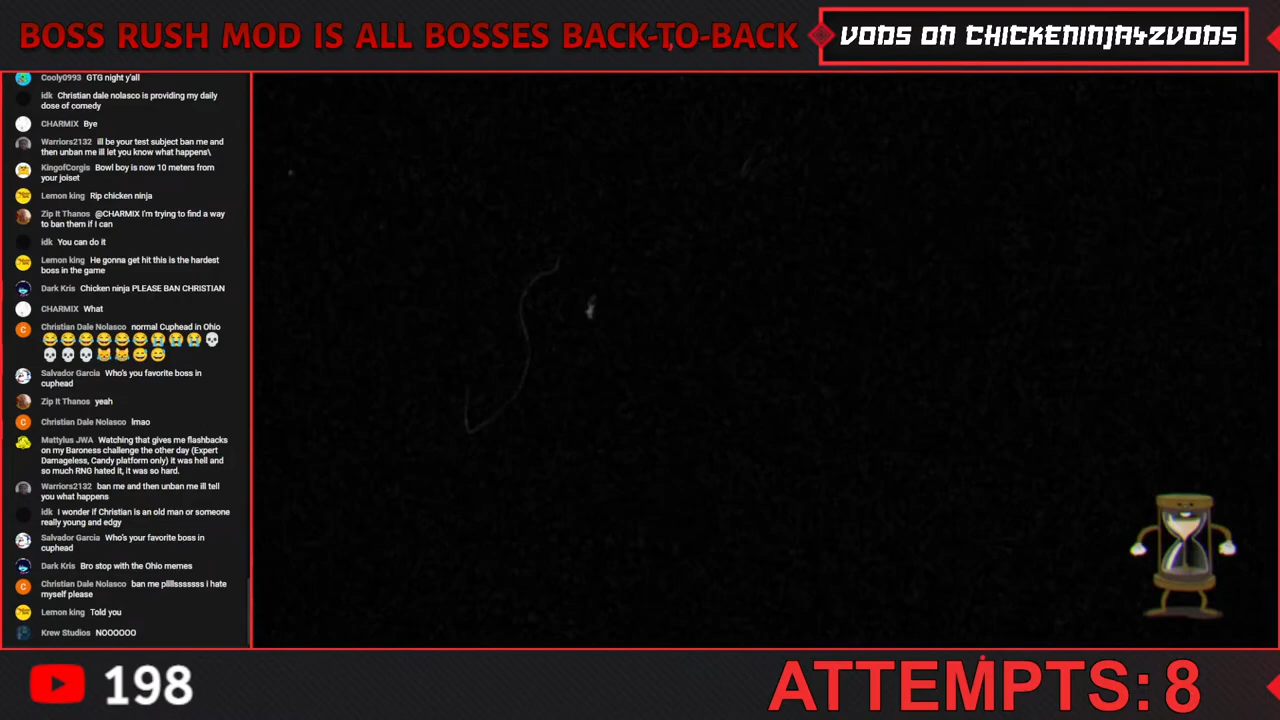 BOSS RUSH MOD IS ALL BOSSES BACK-TO-BACK
VODS ON CHICKENINJA42VODS
Cooly0993 GTG night y'all
idk Christian dale nolasco is providing my daily
dose of comedy
CHARMIX Bye
Warriors2132 ill be your test subject ban me and
then unban me ill let you know what happens\
KingofCorgis Bowl boy is now 10 meters from
your joiset
Lemon king Rip chicken ninja
Zip It Thanos @CHARMIX I'm trying to find a way
to ban them if I can
idk You can do it
Lemon king He gonna get hit this is the hardest
boss in the game
Dark Kris Chicken ninja PLEASE BAN CHRISTIAN
CHARMIX What
Christian Dale Nolasco normal Cuphead in Ohio
😂😂😂😂😂😂😭😭😭💀
💀💀💀😹😹😅😅
Salvador Garcia Who's you favorite boss in
cuphead
Zip It Thanos yeah
Christian Dale Nolasco lmao
Mattylus JWA Watching that gives me flashbacks
on my Baroness challenge the other day (Expert
Damageless, Candy platform only) it was hell and
so much RNG hated it, it was so hard.
Warriors2132 ban me and then unban me ill tell
you what happens
idk I wonder if Christian is an old man or someone
really young and edgy
Salvador Garcia Who's your favorite boss in
cuphead
Dark Kris Bro stop with the Ohio memes
Christian Dale Nolasco ban me pllllsssssss i hate
myself please
Lemon king Told you
Krew Studios NOOOOOO
198
ATTEMPTS: 8